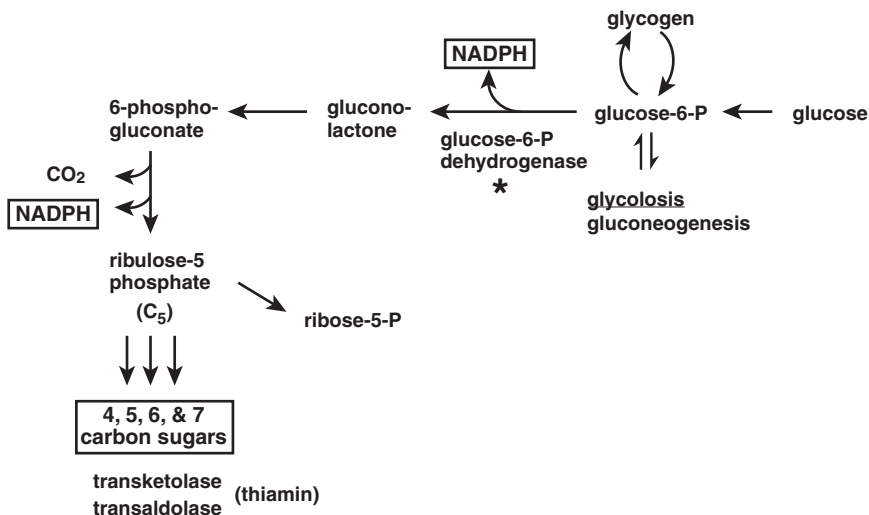 glycogen
NADPH
6-phospho-
gluconate
glucono-
lactone
glucose-6-P
glucose
glucose-6-P
dehydrogenase
*
CO₂
NADPH
glycolosis
gluconeogenesis
ribulose-5
phosphate
(C₅)
ribose-5-P
4, 5, 6, & 7
carbon sugars
transketolase
transaldolase
(thiamin)